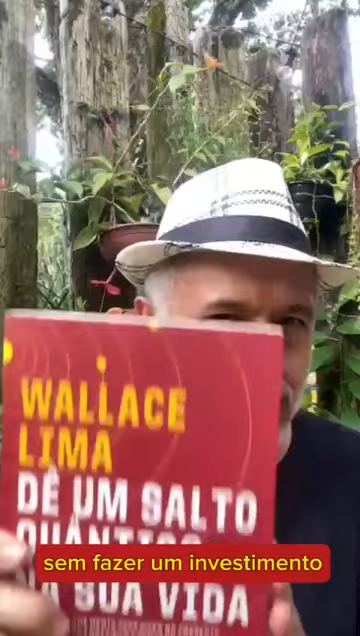 WALLACE
LIMA
DÊ UM SALTO
sem fazer um investimento
SUA VIDA